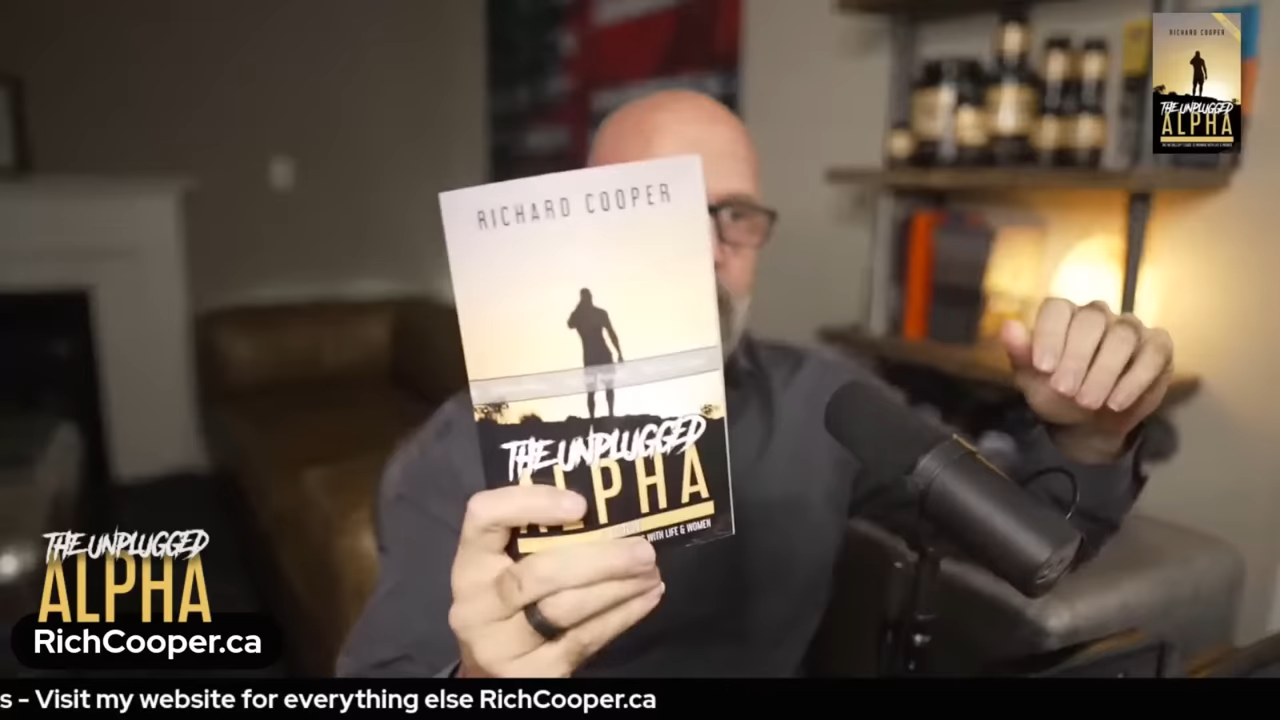 RICHARD COOPER
THE UNPLUGGED
ALPHA
WITH LIFE & WOMEN
RICHARD COOPER
THE UNPLUGGED
ALPHA
THE UNPLUGGED
ALPHA
RichCooper.ca
s - Visit my website for everything else RichCooper.ca